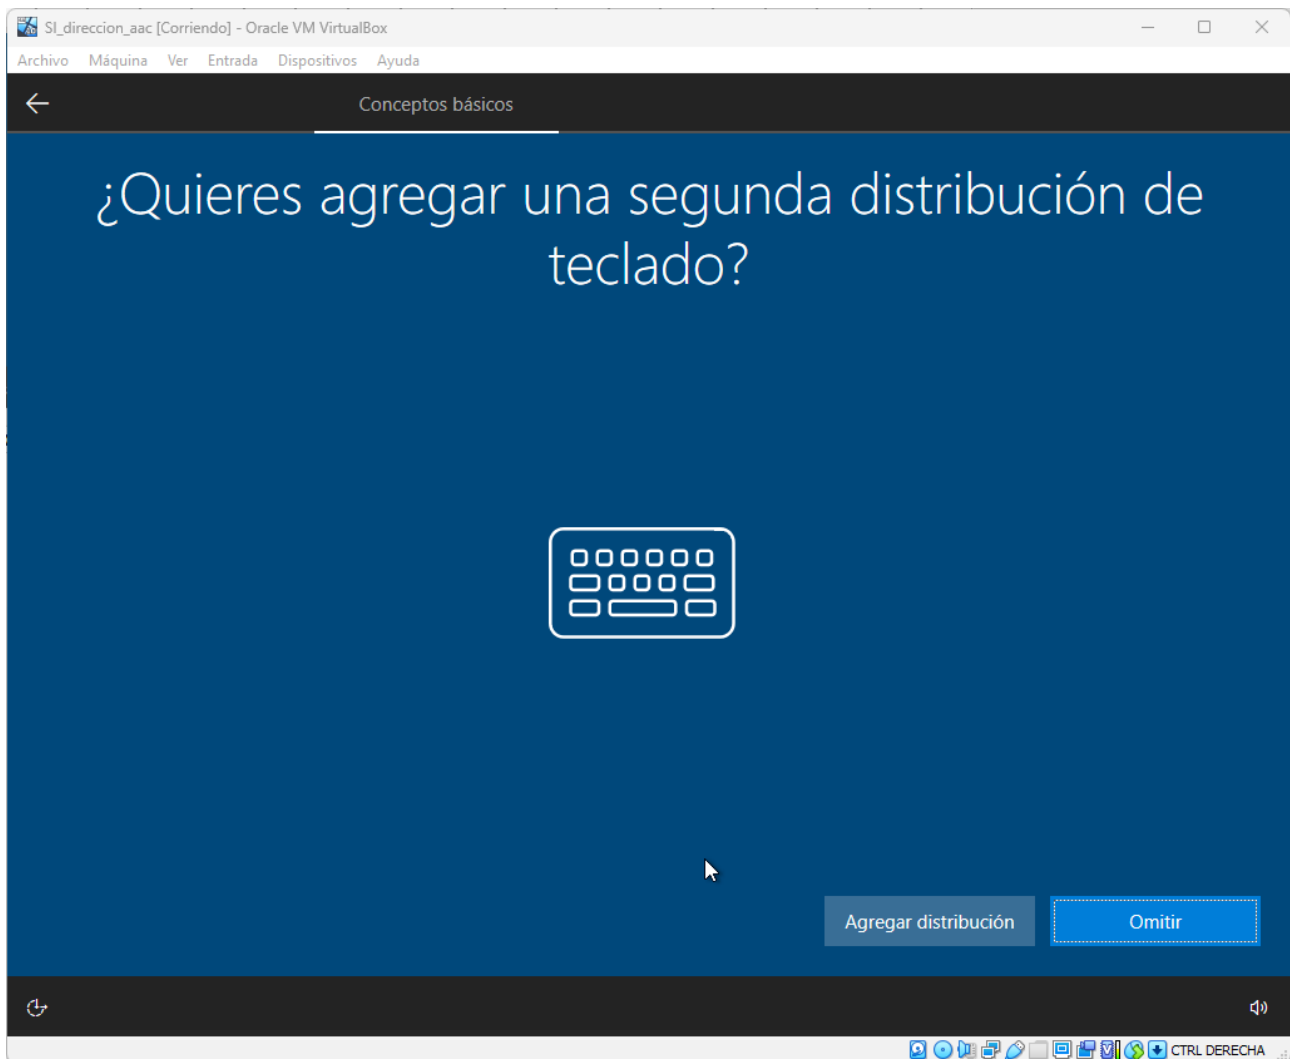 SI_direccion_aac [Corriendo] - Oracle VM VirtualBox
Archivo Máquina Ver Entrada Dispositivos Ayuda
Conceptos básicos
¿Quieres agregar una segunda distribución de
teclado?
Agregar distribución Omitir
CTRL DERECHA